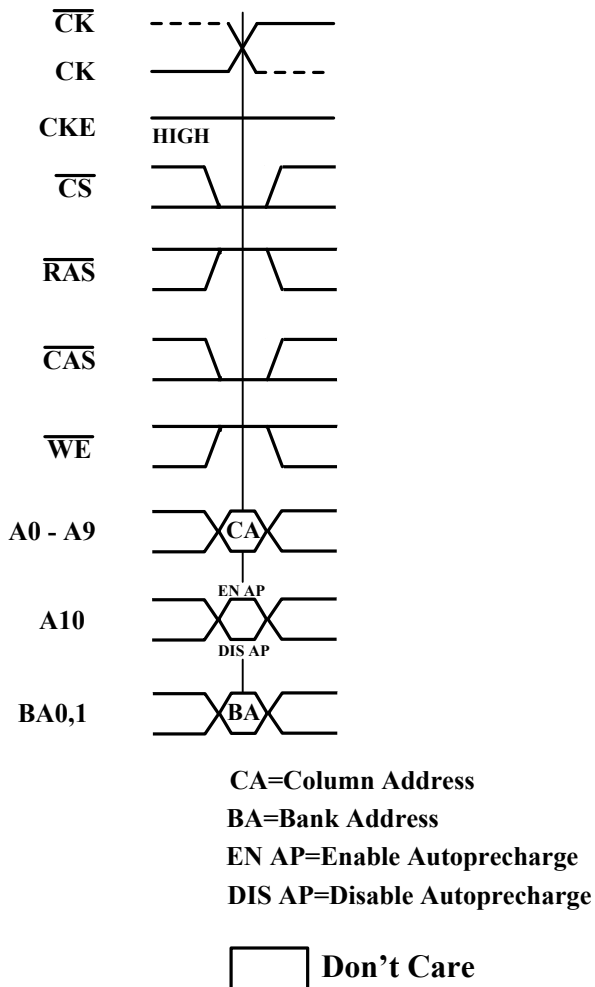 CK
CK
CKE
HIGH
CS
RAS
CAS
WE
A0 - A9
CA
EN AP
A10
DIS AP
BA0,1
BA
CA=Column Address
BA=Bank Address
EN AP=Enable Autoprecharge
DIS AP=Disable Autoprecharge
Don't Care